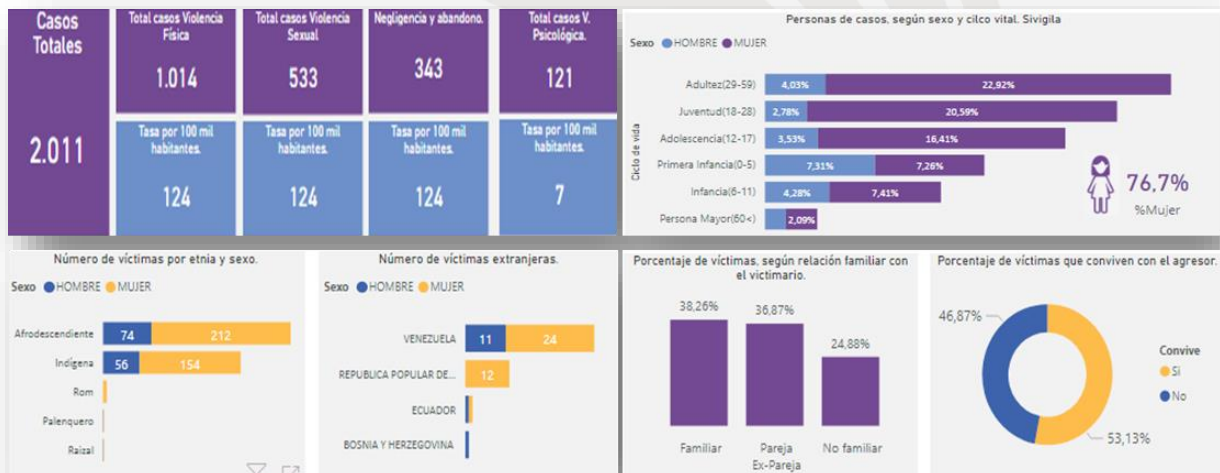 Casos
Totales
2.011
Total casos Violencia
Física
1.014
Tasa por 100 mil
habitantes.
124
Total casos Violencia
Sexual
533
Tasa por 100 mil
habitantes.
124
Negligencia y abandono.
343
Tasa por 100 mil
habitantes.
124
Total casos V.
Psicológica.
121
Tasa por 100 mil
habitantes.
7
Personas de casos, según sexo y cilco vital. Sivigila
Sexo HOMBRE MUJER
Ciclo de vida
Adultez(29-59) 4,03% 22,92%
Juventud(18-28) 2,78% 20,59%
Adolescencia(12-17) 3,53% 16,41%
Primera Infancia(0-5) 7,31% 7,26%
Infancia(6-11) 4,28% 7,41%
Persona Mayor(60<) 2,09%
76,7%
%Mujer
Número de víctimas por etnia y sexo.
Sexo HOMBRE MUJER
Afrodescendiente 74 212
Indígena 56 154
Rom
Palenquero
Raizal
Número de víctimas extranjeras.
Sexo HOMBRE MUJER
VENEZUELA 11 24
REPUBLICA POPULAR DE... 12
ECUADOR
BOSNIA Y HERZEGOVINA
Porcentaje de víctimas, según relación familiar con
el victimario.
38,26%
36,87%
24,88%
Familiar
Pareja
Ex-Pareja
No familiar
Porcentaje de víctimas que conviven con el agresor.
46,87%
53,13%
Convive
Si
No